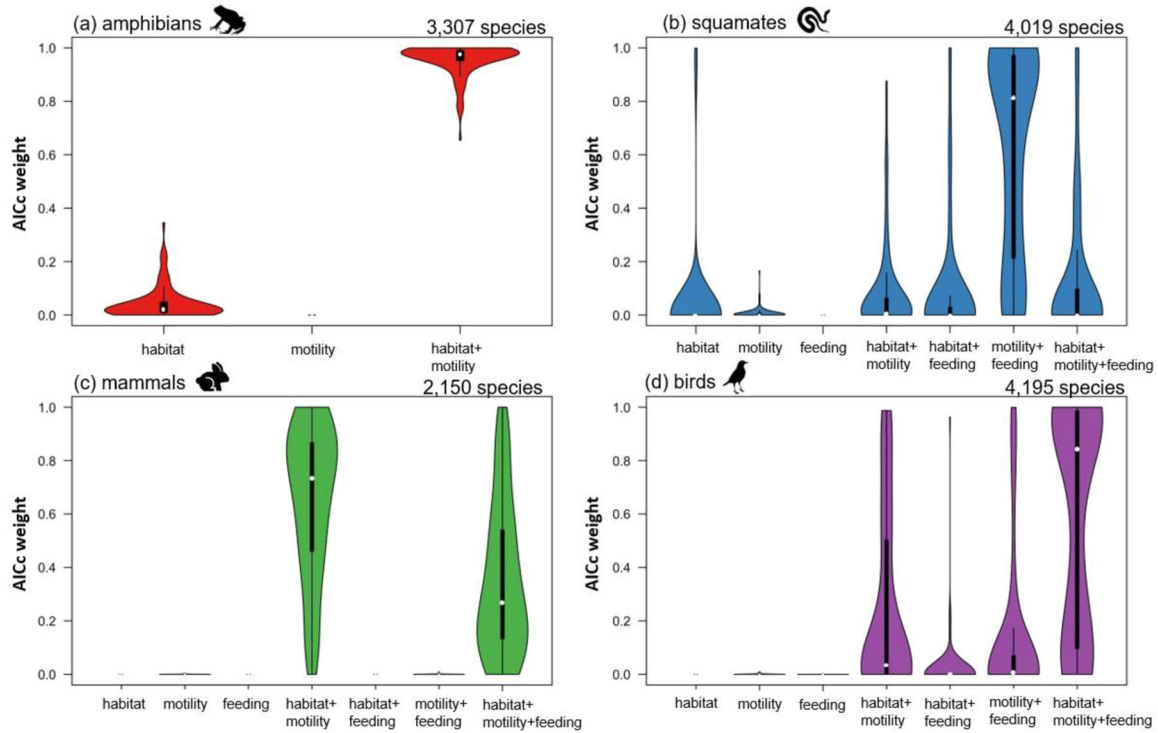 (a) amphibians
3,307 species
AICc weight
1.0
0.8
0.6
0.4
0.2
0.0
habitat
motility
habitat+
motility
(b) squamates
4,019 species
AICc weight
1.0
0.8
0.6
0.4
0.2
0.0
habitat
motility
feeding
habitat+
motility
habitat+
feeding
motility+
feeding
habitat+
motility+feeding
(c) mammals
2,150 species
AICc weight
1.0
0.8
0.6
0.4
0.2
0.0
habitat
motility
feeding
habitat+
motility
habitat+
feeding
motility+
feeding
habitat+
motility+feeding
(d) birds
4,195 species
AICc weight
1.0
0.8
0.6
0.4
0.2
0.0
habitat
motility
feeding
habitat+
motility
habitat+
feeding
motility+
feeding
habitat+
motility+feeding